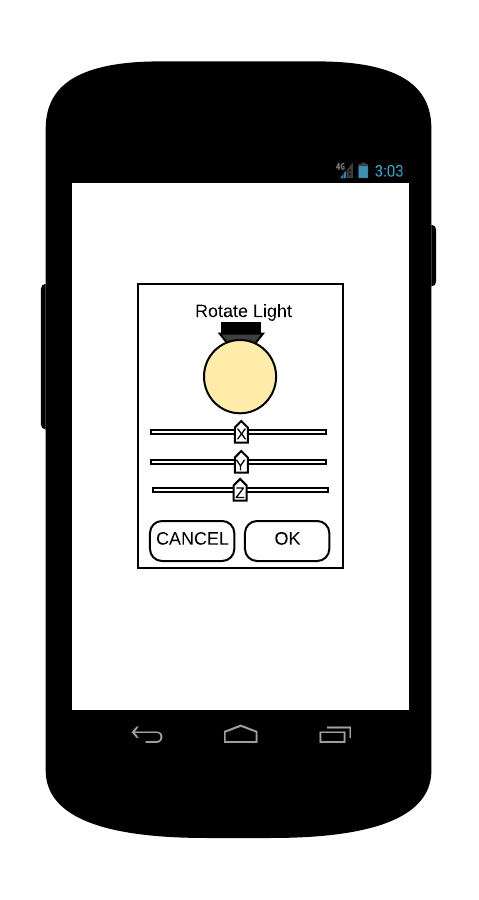 4G 3:03
Rotate Light
X
Y
Z
CANCEL OK